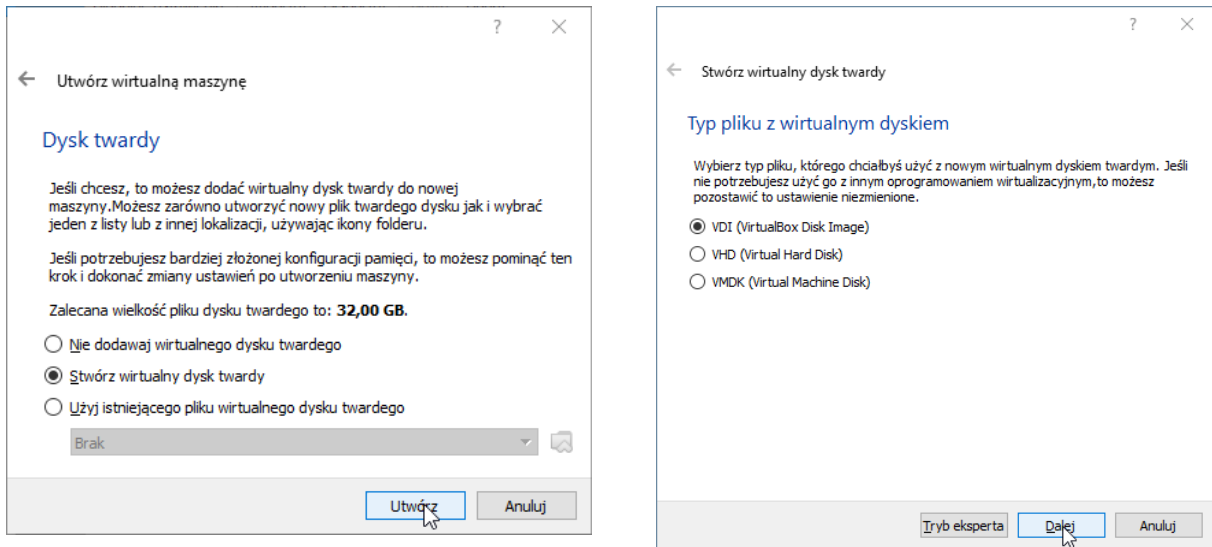 ?
Utwórz wirtualną maszynę
Dysk twardy
Jeśli chcesz, to możesz dodać wirtualny dysk twardy do nowej
maszyny.Możesz zarówno utworzyć nowy plik twardego dysku jak i wybrać
jeden z listy lub z innej lokalizacji, używając ikony folderu.
Jeśli potrzebujesz bardziej złożonej konfiguracji pamięci, to możesz pominąć ten
krok i dokonać zmiany ustawień po utworzeniu maszyny.
Zalecana wielkość pliku dysku twardego to: 32,00 GB.
Nie dodawaj wirtualnego dysku twardego
Stwórz wirtualny dysk twardy
Użyj istniejącego pliku wirtualnego dysku twardego
Brak
Utwórz Anuluj
?
Stwórz wirtualny dysk twardy
Typ pliku z wirtualnym dyskiem
Wybierz typ pliku, którego chciałbyś użyć z nowym wirtualnym dyskiem twardym. Jeśli
nie potrzebujesz użyć go z innym oprogramowaniem wirtualizacyjnym,to możesz
pozostawić to ustawienie niezmienione.
VDI (VirtualBox Disk Image)
VHD (Virtual Hard Disk)
VMDK (Virtual Machine Disk)
Tryb eksperta Dalej Anuluj